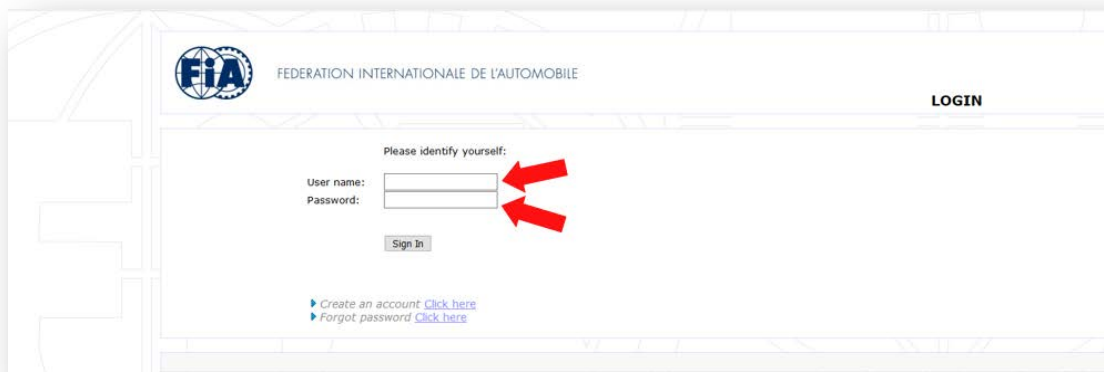 FiA
FEDERATION INTERNATIONALE DE L'AUTOMOBILE
LOGIN
Please identify yourself:
User name:
Password:
Sign In
Create an account Click here
Forgot password Click here